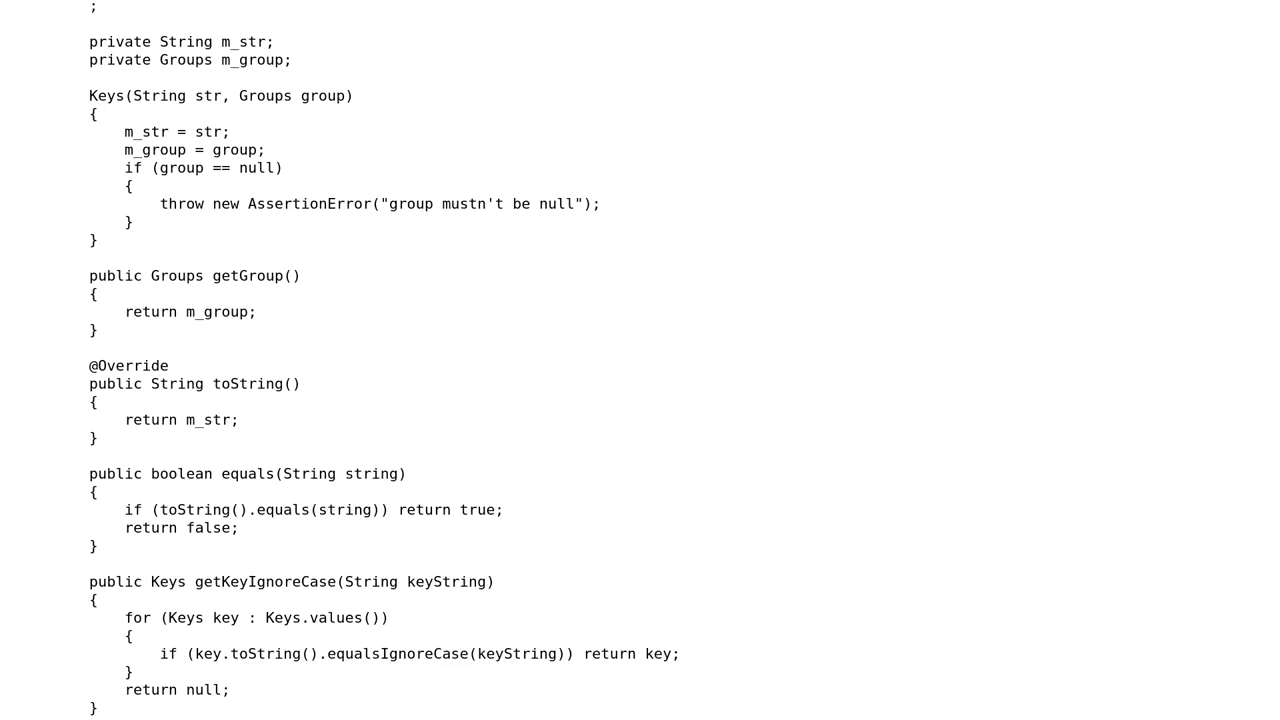 ;
private String m_str;
private Groups m_group;
Keys(String str, Groups group)
{
m_str = str;
m_group = group;
if (group == null)
{
throw new AssertionError("group mustn't be null");
}
}
public Groups getGroup()
{
return m_group;
}
@Override
public String toString()
{
return m_str;
}
public boolean equals(String string)
{
if (toString().equals(string)) return true;
return false;
}
public Keys getKeyIgnoreCase(String keyString)
{
for (Keys key : Keys.values())
{
if (key.toString().equalsIgnoreCase(keyString)) return key;
}
return null;
}